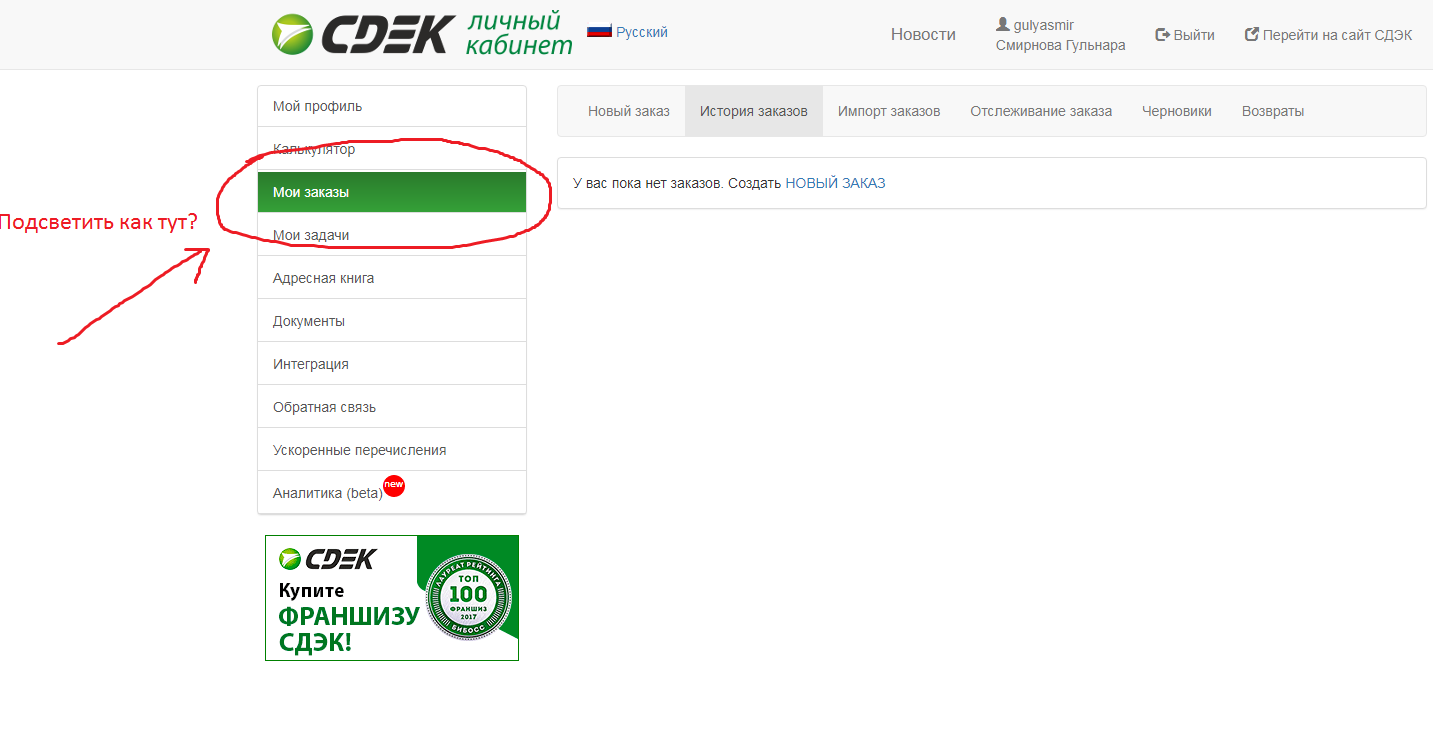 СДЕК личный кабинет
Русский
Новости
gulyasmir
Смирнова Гульнара
Выйти
Перейти на сайт СДЭК
Мой профиль
Калькулятор
Мои заказы
Мои задачи
Адресная книга
Документы
Интеграция
Обратная связь
Ускоренные перечисления
Аналитика (beta) new
Новый заказ
История заказов
Импорт заказов
Отслеживание заказа
Черновики
Возвраты
У вас пока нет заказов. Создать НОВЫЙ ЗАКАЗ
Подсветить как тут?
СДЕК
Купите
ФРАНШИЗУ
СДЭК!
ЛАУРЕАТ РЕЙТИНГА
ТОП
100
ФРАНШИЗ
2017
БИБОСС